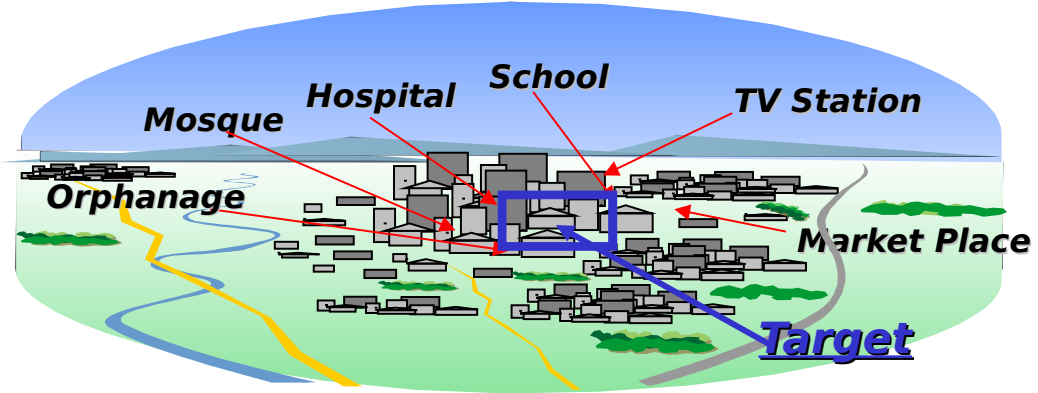 School
Hospital
TV Station
Mosque
Orphanage
Market Place
Target